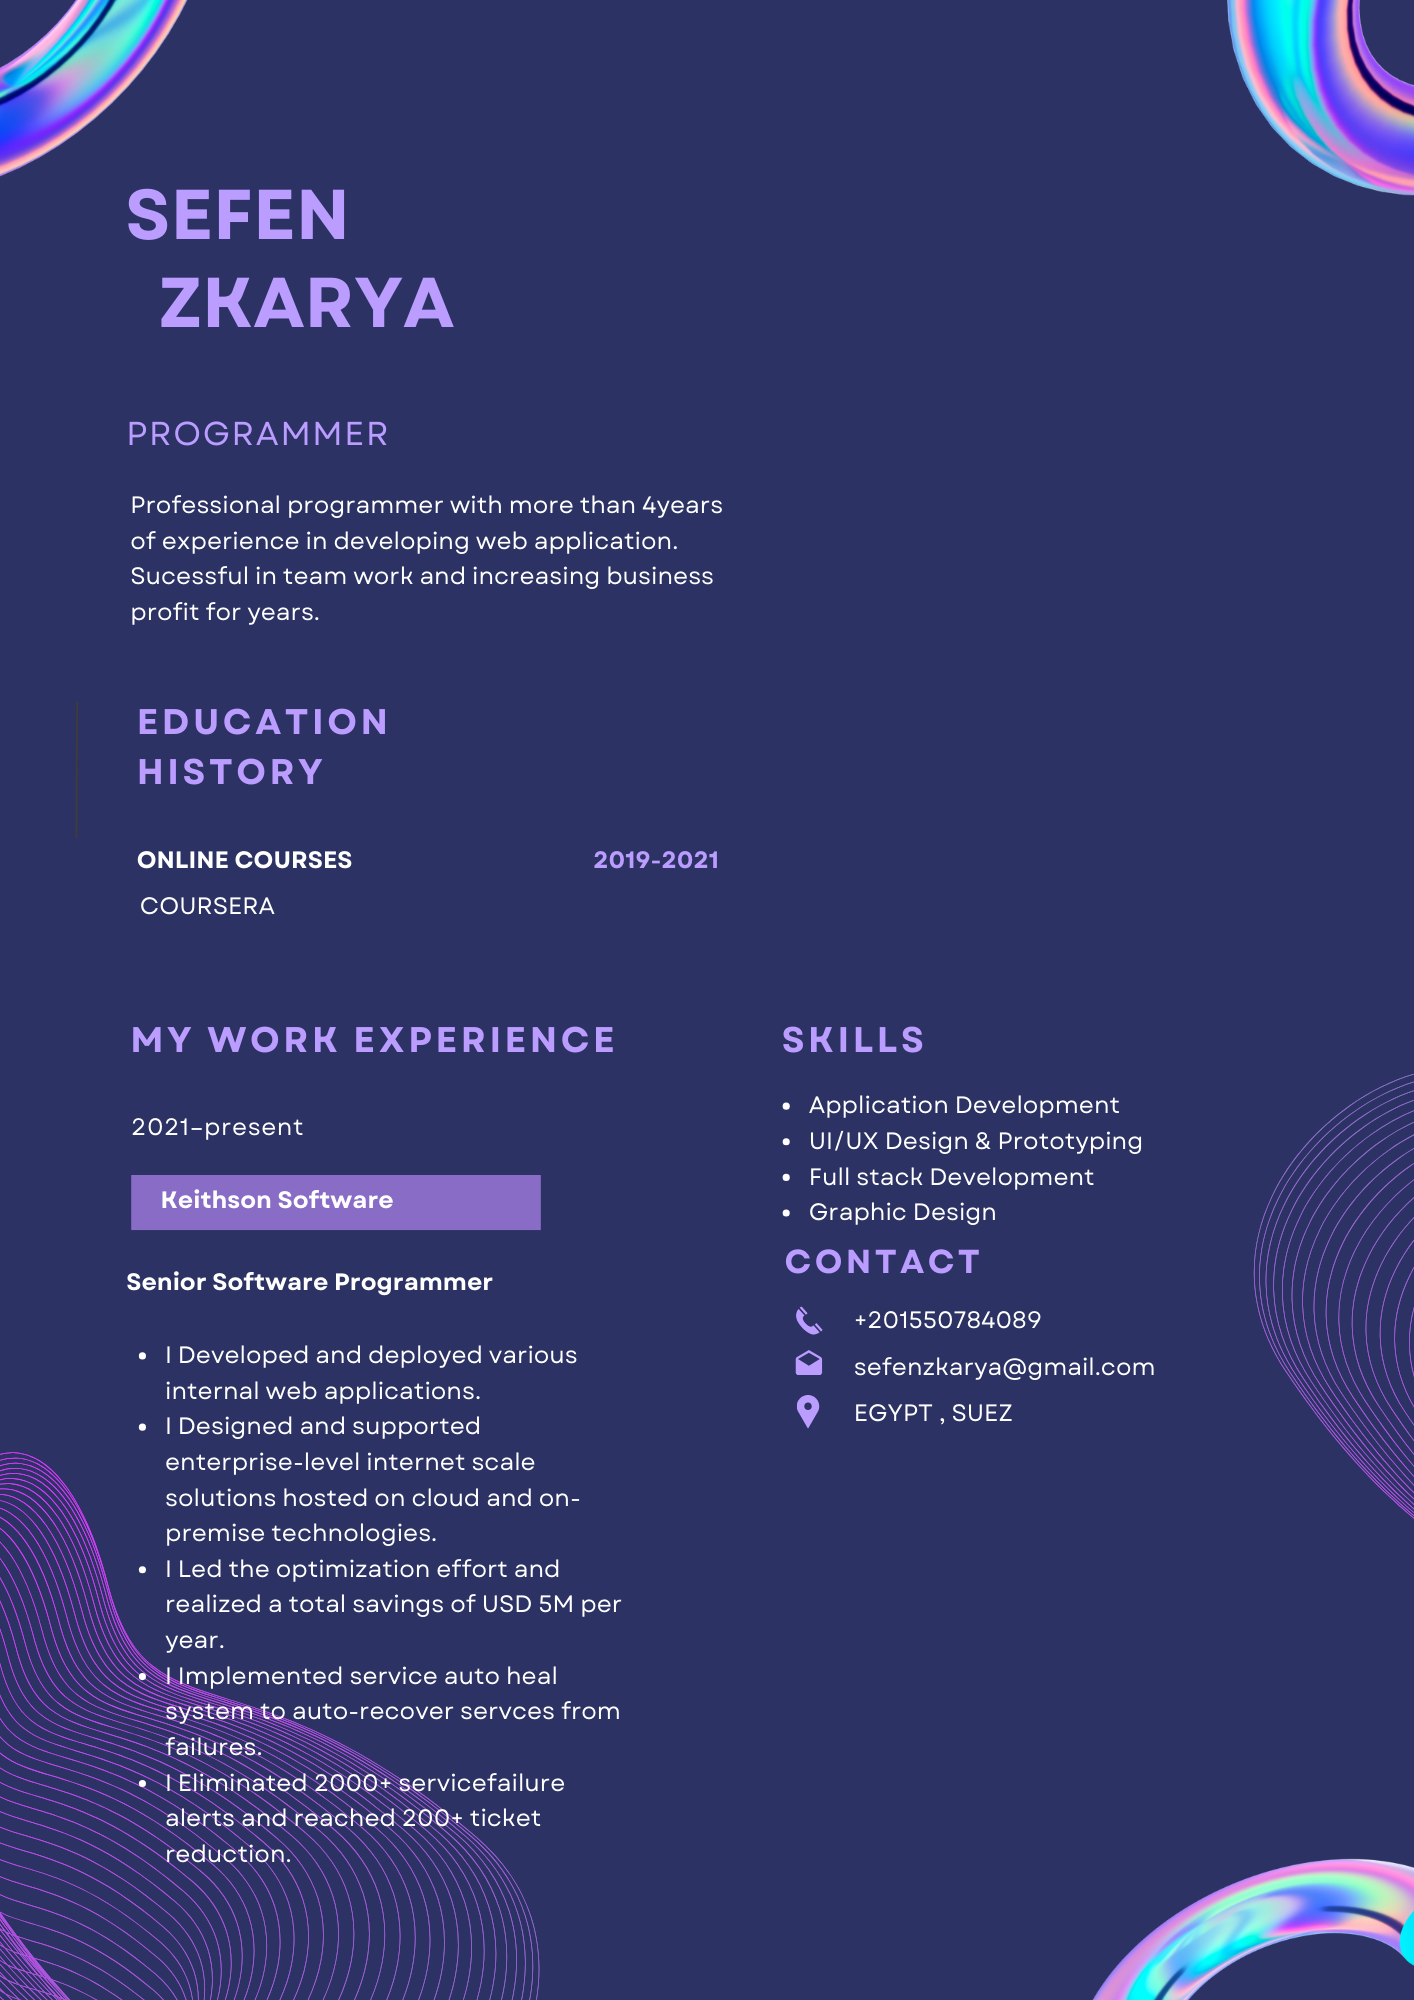 SEFEN
ZKARYA
PROGRAMMER
Professional programmer with more than 4years
of experience in developing web application.
Sucessful in team work and increasing business
profit for years.
EDUCATION
HISTORY
ONLINE COURSES
2019-2021
COURSERA
MY WORK EXPERIENCE
2021–present
Keithson Software
Senior Software Programmer
• I Developed and deployed various
internal web applications.
• I Designed and supported
enterprise-level internet scale
solutions hosted on cloud and on-
premise technologies.
• I Led the optimization effort and
realized a total savings of USD 5M per
year.
• I Implemented service auto heal
system to auto-recover servces from
failures.
• I Eliminated 2000+ servicefailure
alerts and reached 200+ ticket
reduction.
SKILLS
• Application Development
• UI/UX Design & Prototyping
• Full stack Development
• Graphic Design
CONTACT
+201550784089
sefenzkarya@gmail.com
EGYPT , SUEZ